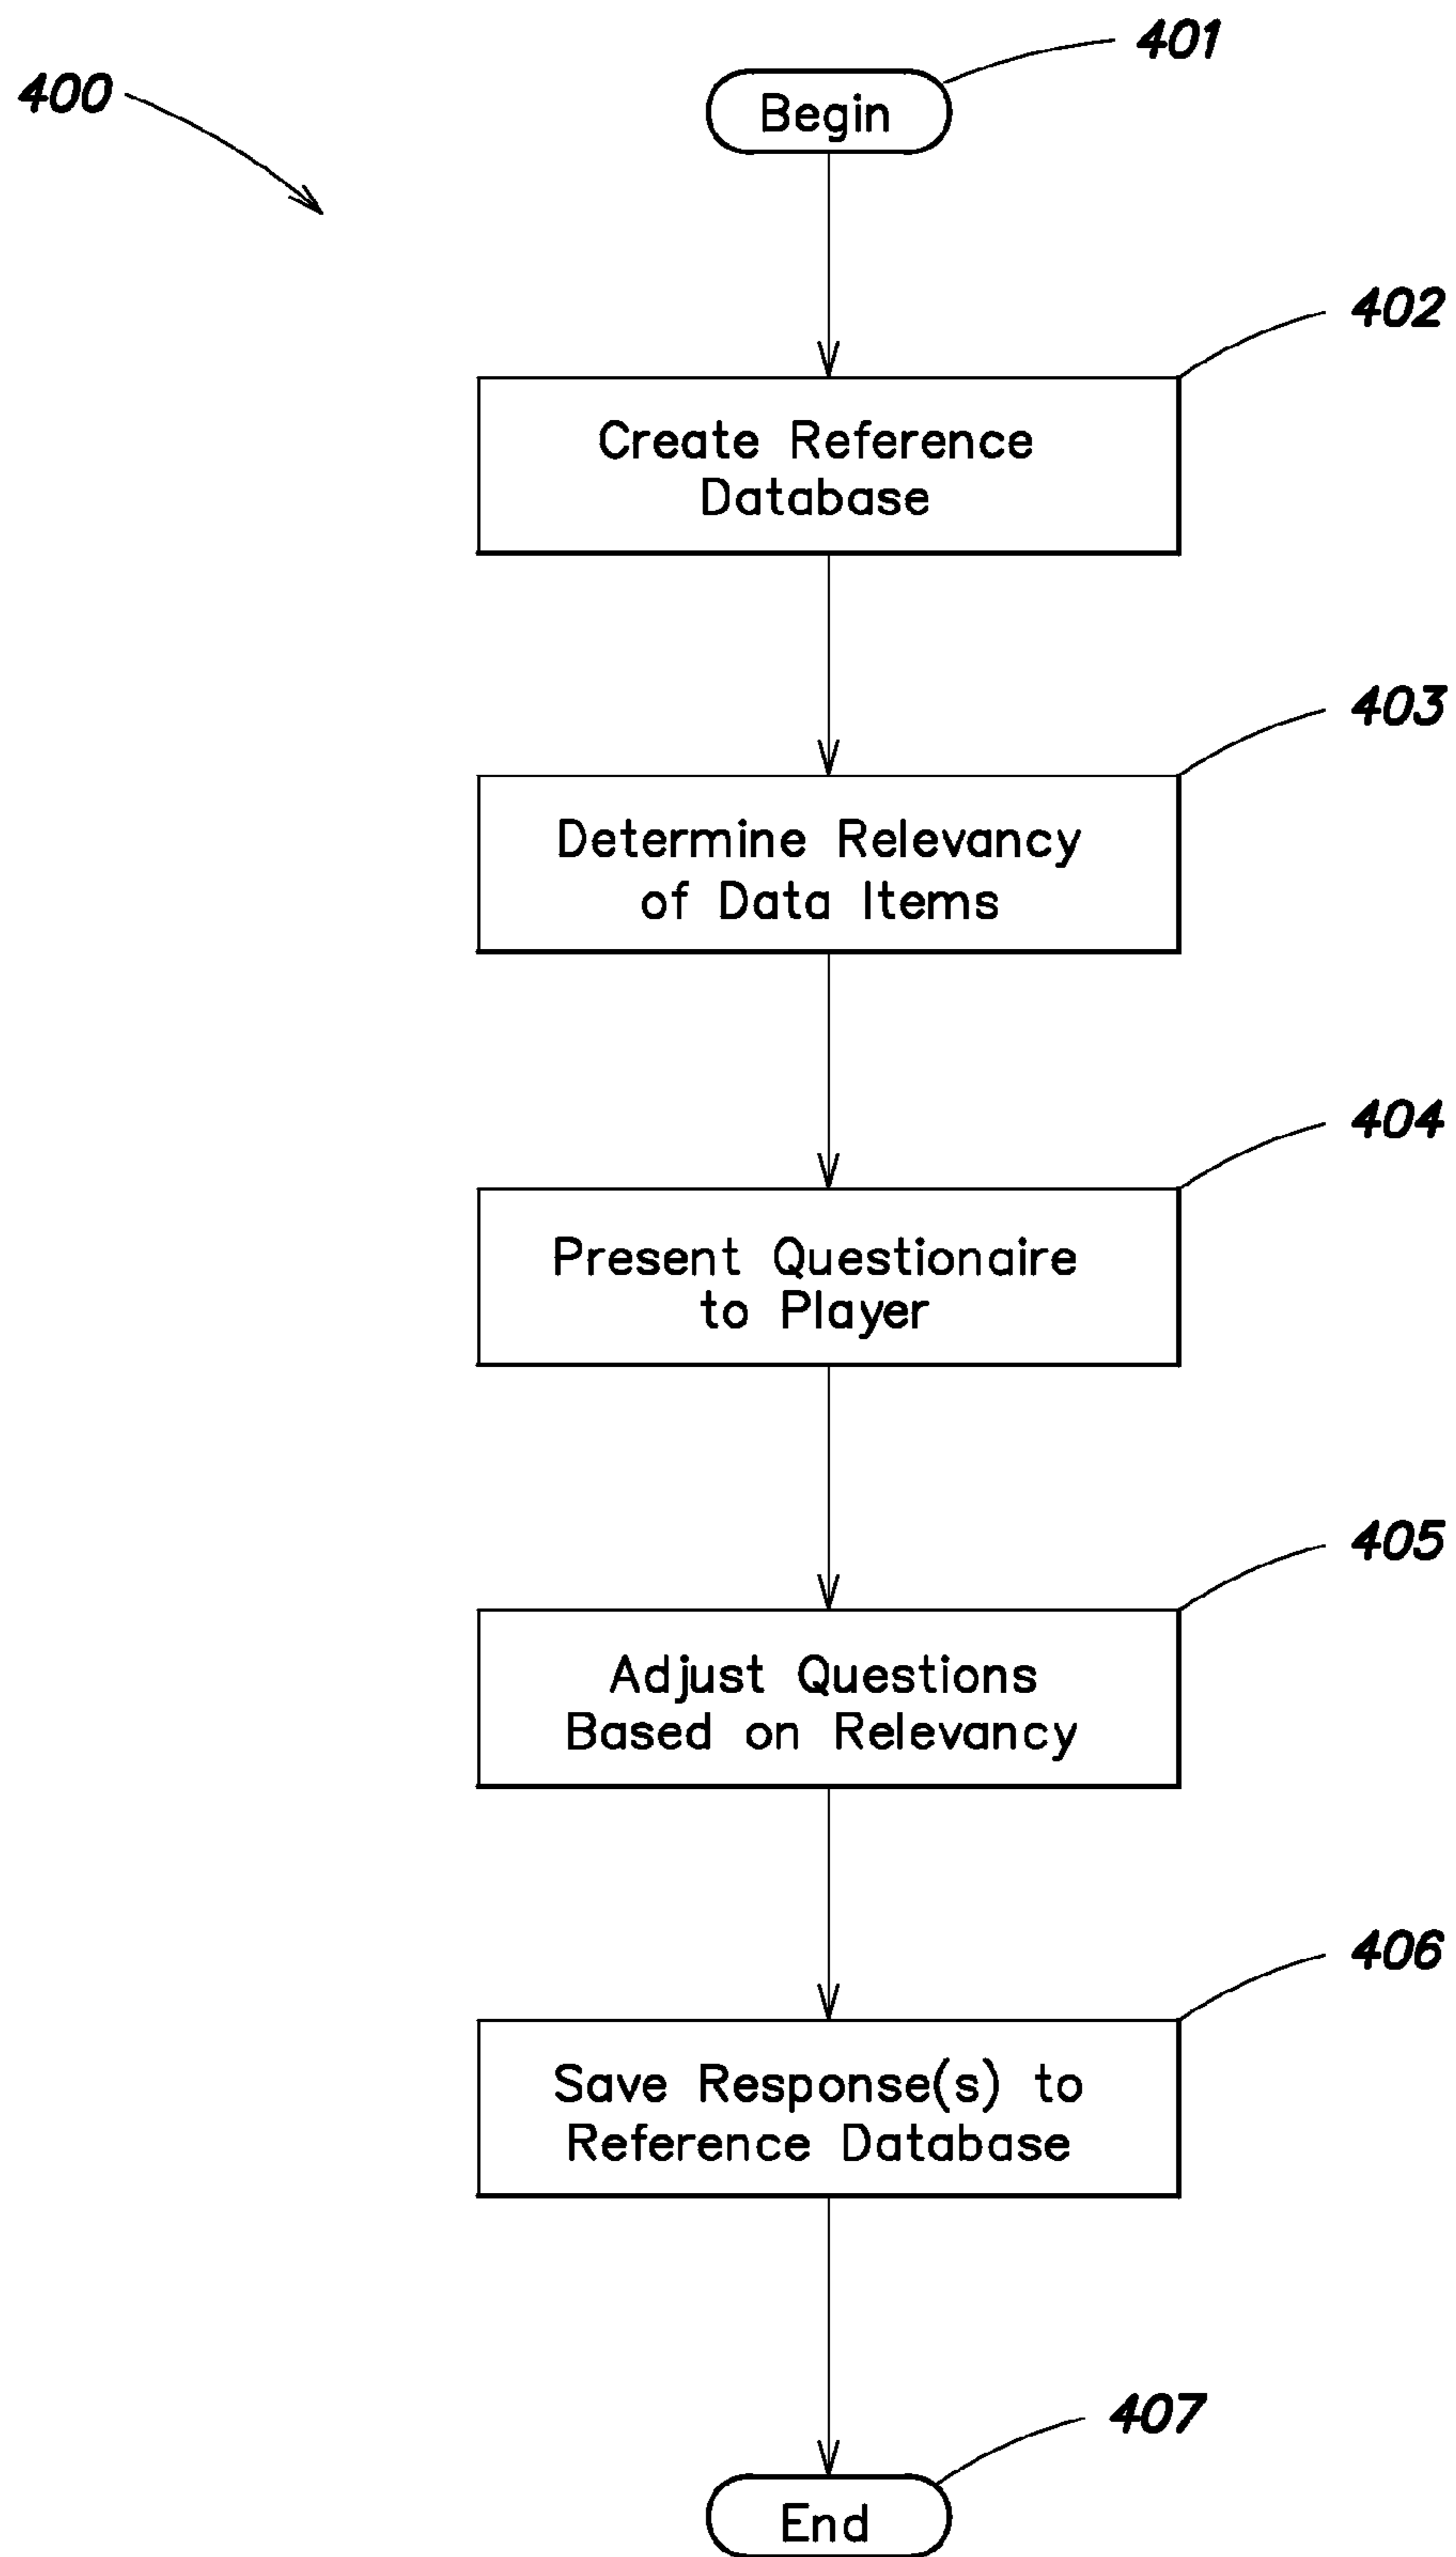 401
400
Begin
402
Create Reference
Database
403
Determine Relevancy
of Data Items
404
Present Questionaire
to Player
405
Adjust Questions
Based on Relevancy
406
Save Response(s) to
Reference Database
407
End